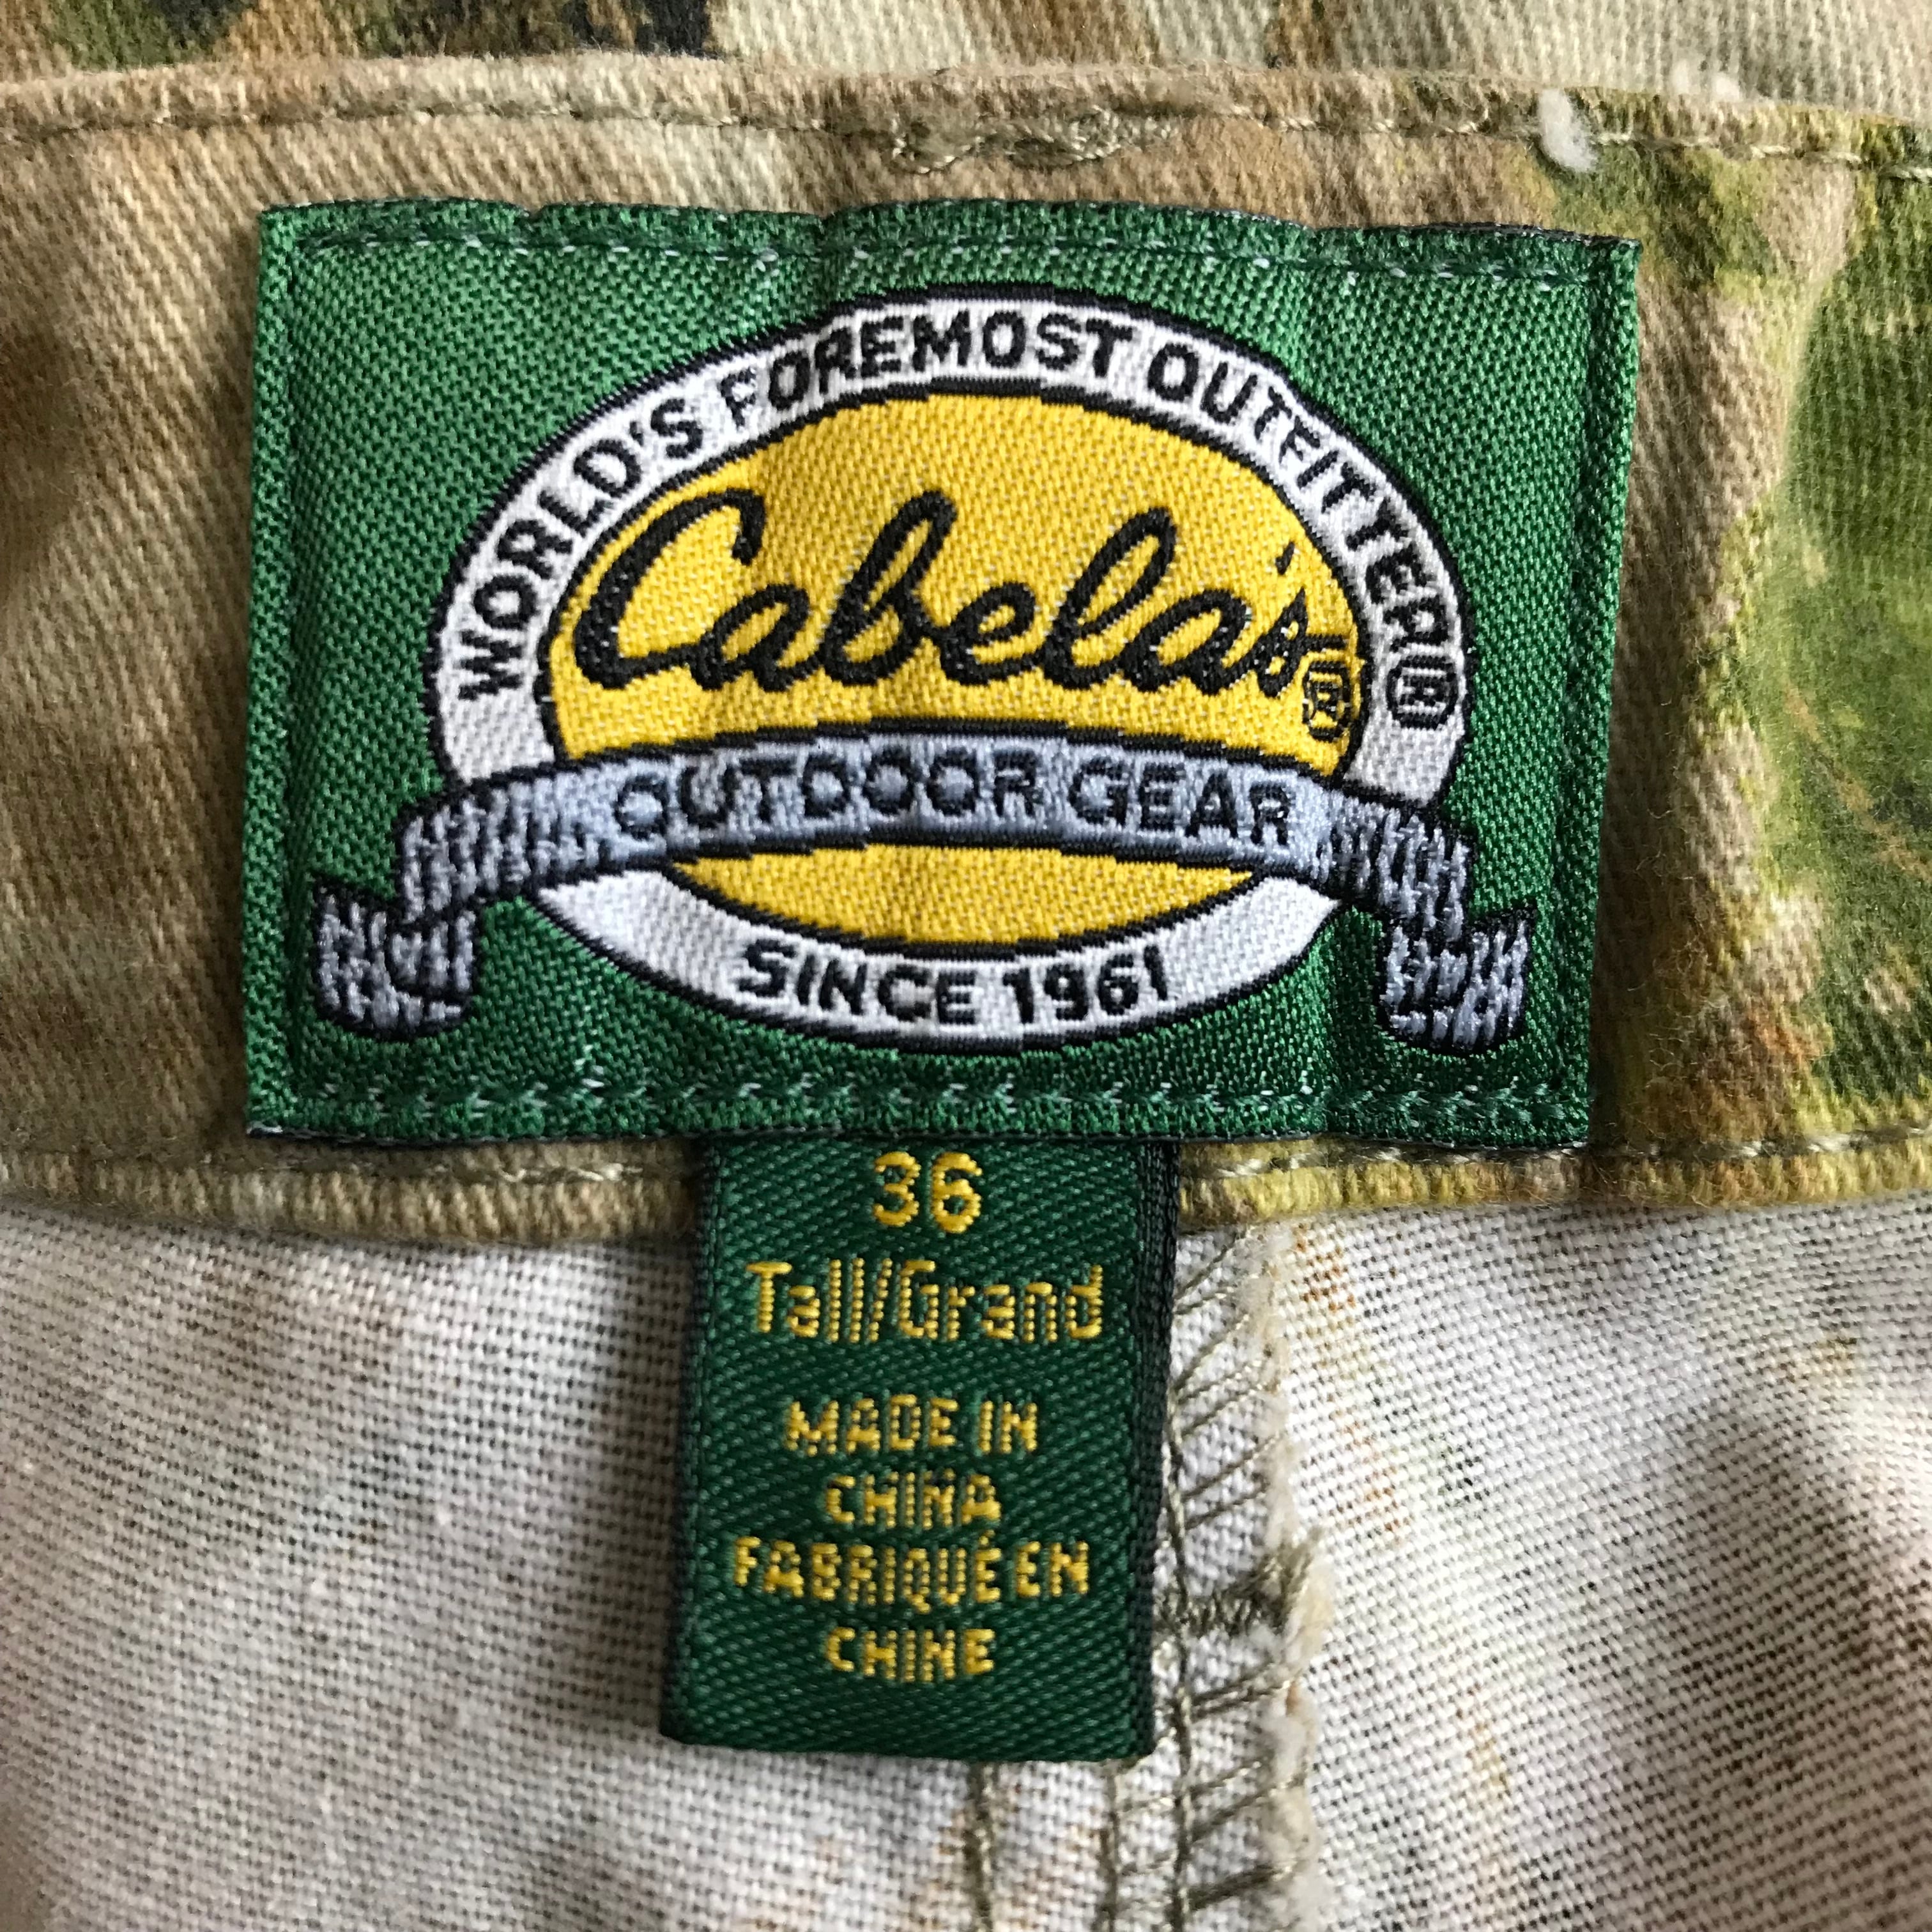 WORLD'S FOREMOST OUTFITTER®
Cabela's®
OUTDOOR GEAR
SINCE 1961
36
Tall/Grand
MADE IN
CHINA
FABRIQUÉ EN
CHINE